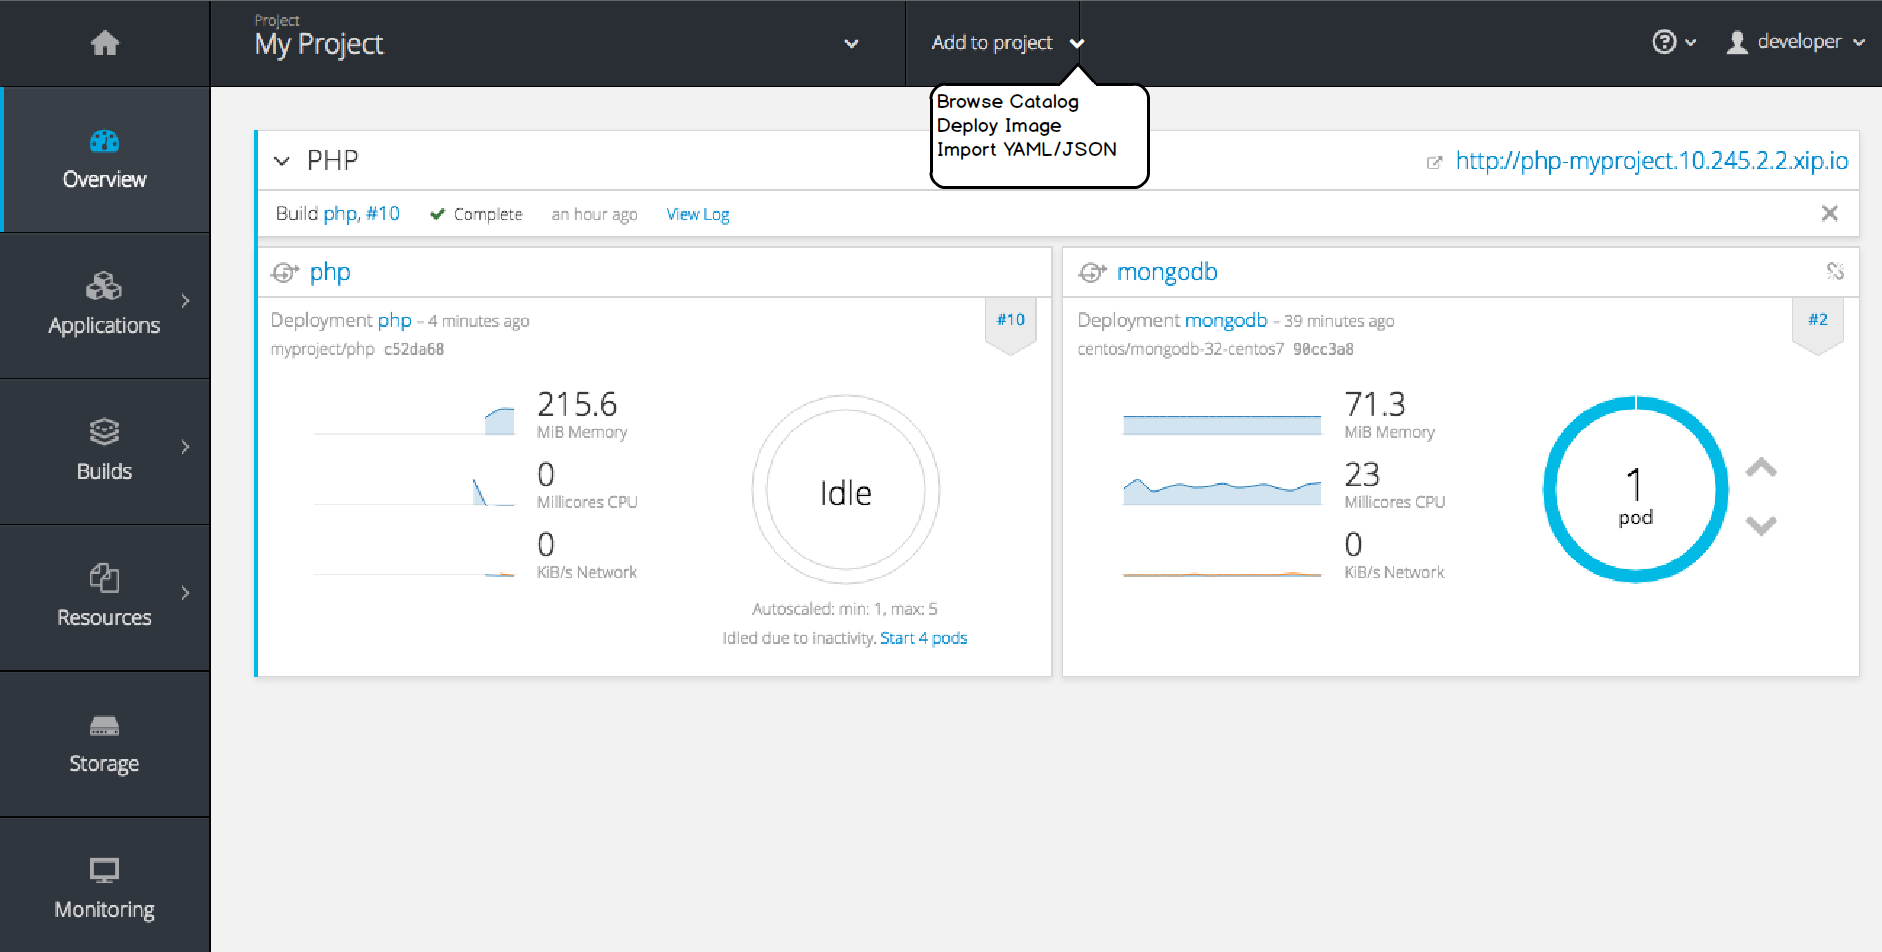 Project
My Project
Add to project
developer
Browse Catalog
Deploy Image
Import YAML/JSON
Overview
Applications
Builds
Resources
Storage
Monitoring
PHP
http://php-myproject.10.245.2.2.xip.io
Build php, #10 Complete an hour ago View Log
php
Deployment php – 4 minutes ago
#10
myproject/php c52da68
215.6
MiB Memory
0
Millicores CPU
0
KiB/s Network
Idle
Autoscaled: min: 1, max: 5
Idled due to inactivity. Start 4 pods
mongodb
Deployment mongodb – 39 minutes ago
#2
centos/mongodb-32-centos7 90cc3a8
71.3
MiB Memory
23
Millicores CPU
0
KiB/s Network
1
pod